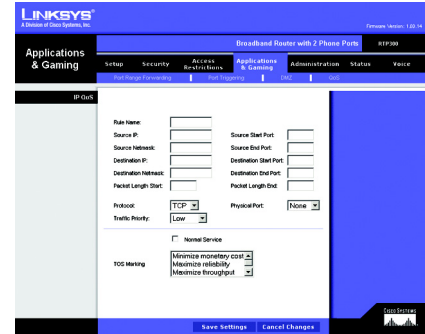 LINKSYS®
A Division of Cisco Systems, Inc.
Firmware Version: 1.00.14
Broadband Router with 2 Phone Ports RTP300
Applications & Gaming
Setup Security Access Restrictions Applications & Gaming Administration Status Voice
Port Range Forwarding Port Triggering DMZ QoS
IP QoS
Rule Name:
Source IP: Source Start Port:
Source Netmask: Source End Port:
Destination IP: Destination Start Port:
Destination Netmask: Destination End Port:
Packet Length Start: Packet Length End:
Protocol: TCP Physical Port: None
Traffic Priority: Low
Normal Service
TOS Marking
Minimize monetary cost
Maximize reliability
Maximize throughput
Save Settings Cancel Changes
CISCO SYSTEMS